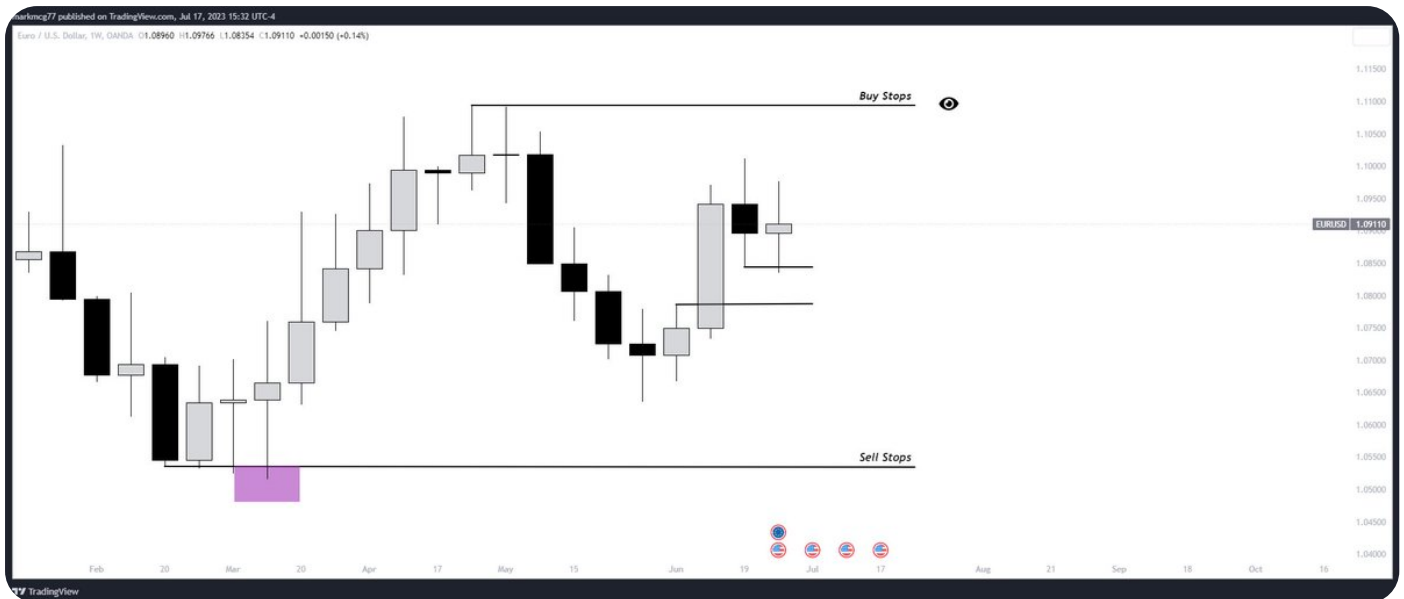 markmcg77 published on TradingView.com, Jul 17, 2023 15:32 UTC-4
Euro / U.S. Dollar, 1W, OANDA O1.08960 H1.09766 L1.08354 C1.09110 +0.00150 (+0.14%)
1.11500
Buy Stops
1.11000
1.10500
1.10000
1.09500
EURUSD 1.09110
1.09000
1.08500
1.08000
1.07500
1.07000
1.06500
1.06000
Sell Stops
1.05500
1.05000
1.04500
1.04000
Feb 20 Mar 20 Apr 17 May 15 Jun 19 Jul 17 Aug 21 Sep 18 Oct 16
TradingView